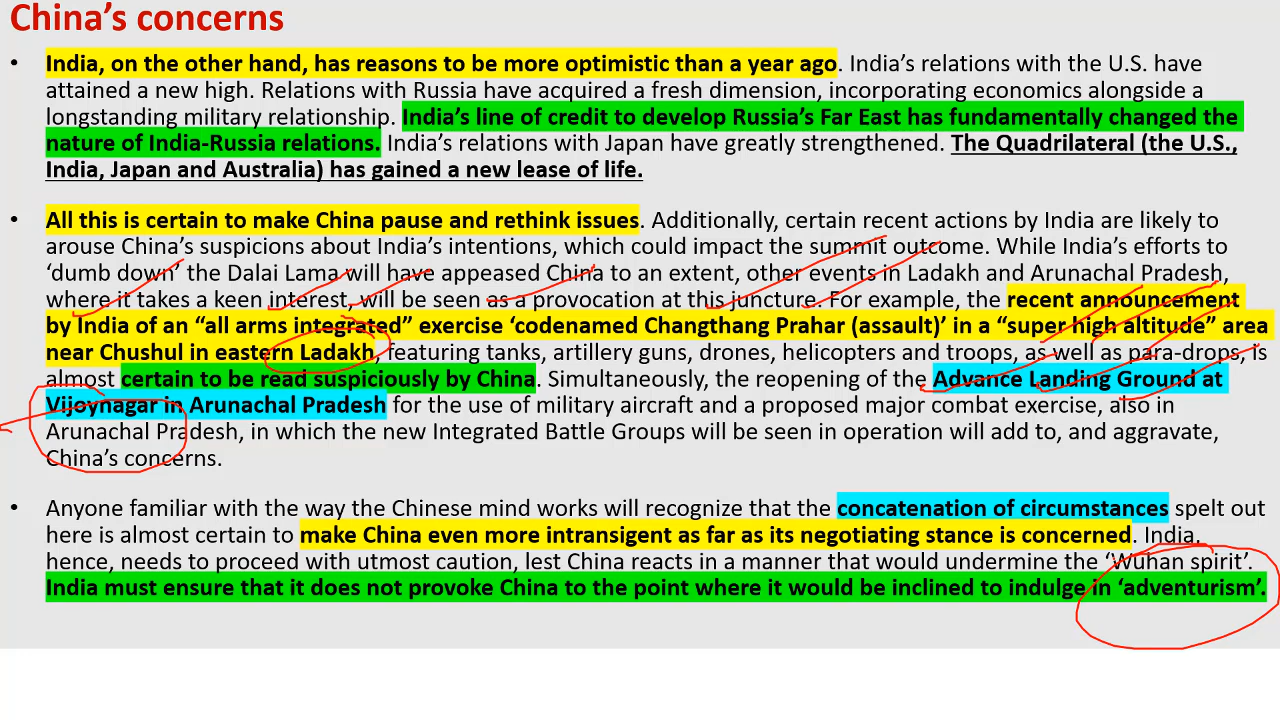 China's concerns
• India, on the other hand, has reasons to be more optimistic than a year ago. India's relations with the U.S. have
attained a new high. Relations with Russia have acquired a fresh dimension, incorporating economics alongside a
longstanding military relationship. India's line of credit to develop Russia's Far East has fundamentally changed the
nature of India-Russia relations. India's relations with Japan have greatly strengthened. The Quadrilateral (the U.S.,
India, Japan and Australia) has gained a new lease of life.
• All this is certain to make China pause and rethink issues. Additionally, certain recent actions by India are likely to
arouse China's suspicions about India's intentions, which could impact the summit outcome. While India's efforts to
'dumb down' the Dalai Lama will have appeased China to an extent, other events in Ladakh and Arunachal Pradesh,
where it takes a keen interest, will be seen as a provocation at this juncture. For example, the recent announcement
by India of an "all arms integrated" exercise 'codenamed Changthang Prahar (assault)' in a "super high altitude" area
near Chushul in eastern Ladakh, featuring tanks, artillery guns, drones, helicopters and troops, as well as para-drops, is
almost certain to be read suspiciously by China. Simultaneously, the reopening of the Advance Landing Ground at
Vijoynagar in Arunachal Pradesh for the use of military aircraft and a proposed major combat exercise, also in
Arunachal Pradesh, in which the new Integrated Battle Groups will be seen in operation will add to, and aggravate,
China's concerns.
• Anyone familiar with the way the Chinese mind works will recognize that the concatenation of circumstances spelt out
here is almost certain to make China even more intransigent as far as its negotiating stance is concerned. India,
hence, needs to proceed with utmost caution, lest China reacts in a manner that would undermine the 'Wuhan spirit'.
India must ensure that it does not provoke China to the point where it would be inclined to indulge in 'adventurism'.